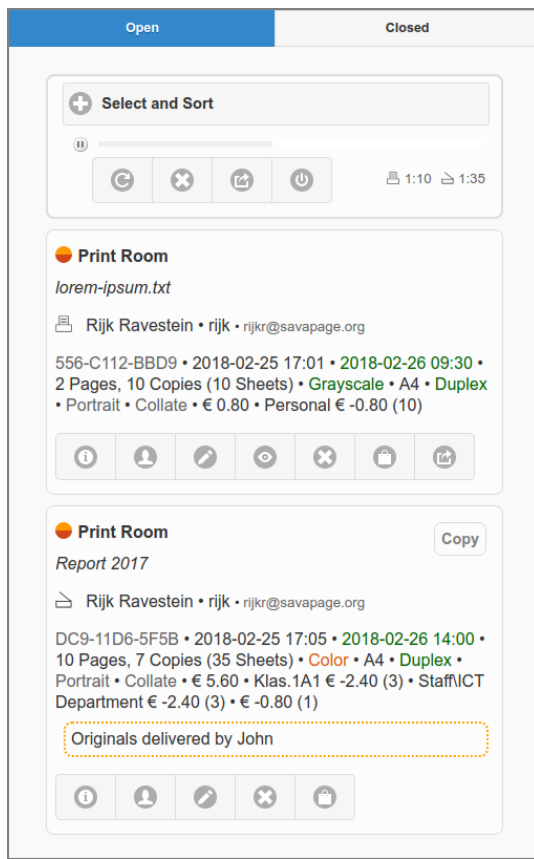 Open
Closed
Select and Sort
1:10 1:35
Print Room
lorem-ipsum.txt
Rijk Ravestein • rijk • rijkr@savapage.org
556-C112-BBD9 • 2018-02-25 17:01 • 2018-02-26 09:30 •
2 Pages, 10 Copies (10 Sheets) • Grayscale • A4 • Duplex
• Portrait • Collate • € 0.80 • Personal € -0.80 (10)
Print Room
Copy
Report 2017
Rijk Ravestein • rijk • rijkr@savapage.org
DC9-11D6-5F5B • 2018-02-25 17:05 • 2018-02-26 14:00 •
10 Pages, 7 Copies (35 Sheets) • Color • A4 • Duplex •
Portrait • Collate • € 5.60 • Klas.1A1 € -2.40 (3) • Staff\ICT
Department € -2.40 (3) • € -0.80 (1)
Originals delivered by John